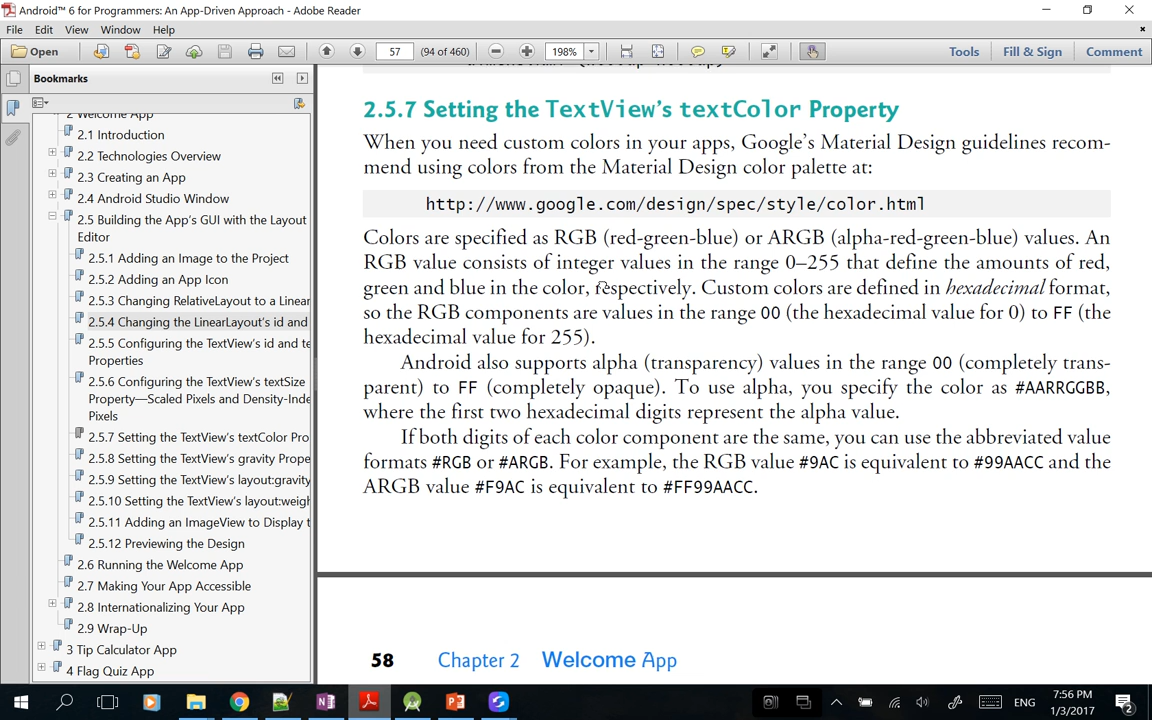 Android™ 6 for Programmers: An App-Driven Approach - Adobe Reader
File Edit View Window Help
Open 57 (94 of 460) 198% Tools Fill & Sign Comment
Bookmarks
2 Welcome App
2.1 Introduction
2.2 Technologies Overview
2.3 Creating an App
2.4 Android Studio Window
2.5 Building the App's GUI with the Layout
Editor
2.5.1 Adding an Image to the Project
2.5.2 Adding an App Icon
2.5.3 Changing RelativeLayout to a Linear
2.5.4 Changing the LinearLayout's id and
2.5.5 Configuring the TextView's id and te
Properties
2.5.6 Configuring the TextView's textSize
Property—Scaled Pixels and Density-Inde
Pixels
2.5.7 Setting the TextView's textColor Pro
2.5.8 Setting the TextView's gravity Prope
2.5.9 Setting the TextView's layout:gravity
2.5.10 Setting the TextView's layout:weigh
2.5.11 Adding an ImageView to Display t
2.5.12 Previewing the Design
2.6 Running the Welcome App
2.7 Making Your App Accessible
2.8 Internationalizing Your App
2.9 Wrap-Up
3 Tip Calculator App
4 Flag Quiz App
2.5.7 Setting the TextView's textColor Property
When you need custom colors in your apps, Google's Material Design guidelines recom-
mend using colors from the Material Design color palette at:
http://www.google.com/design/spec/style/color.html
Colors are specified as RGB (red-green-blue) or ARGB (alpha-red-green-blue) values. An
RGB value consists of integer values in the range 0–255 that define the amounts of red,
green and blue in the color, respectively. Custom colors are defined in hexadecimal format,
so the RGB components are values in the range 00 (the hexadecimal value for 0) to FF (the
hexadecimal value for 255).
Android also supports alpha (transparency) values in the range 00 (completely trans-
parent) to FF (completely opaque). To use alpha, you specify the color as #AARRGGBB,
where the first two hexadecimal digits represent the alpha value.
If both digits of each color component are the same, you can use the abbreviated value
formats #RGB or #ARGB. For example, the RGB value #9AC is equivalent to #99AACC and the
ARGB value #F9AC is equivalent to #FF99AACC.
58 Chapter 2 Welcome App
ENG
7:56 PM
1/3/2017
2